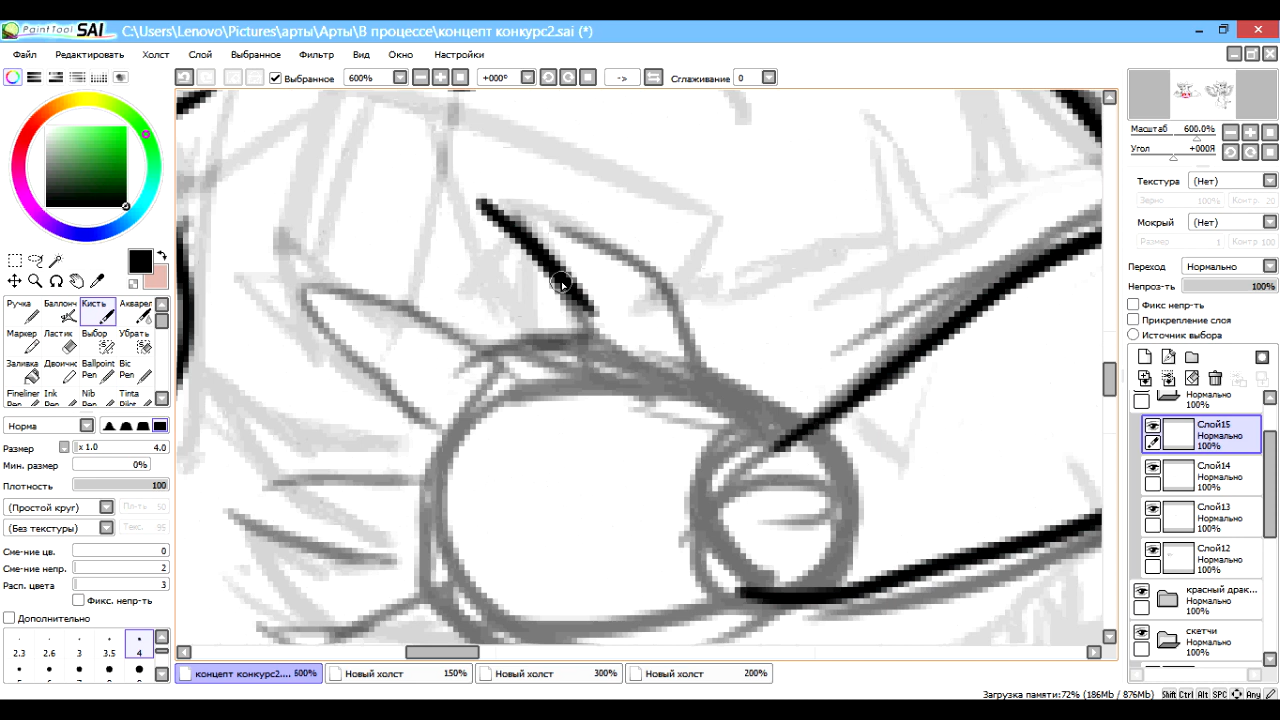 PaintTool SAI C:\Users\Lenovo\Pictures\арты\Арты\В процессе\концепт конкурс2.sai (*)
Файл Редактировать Холст Слой Выбранное Фильтр Вид Окно Настройки
Выбранное 600% +000° -> Сглаживание 0
Масштаб 600.0%
Угол +000Я
Текстура (Нет)
Зерно 100% Контр 20
Мокрый (Нет)
Размер 1 Контр 100
Переход Нормально
Непроз-ть 100%
Фикс непр-ть
Прикрепление слоя
Источник выбора
Ручка Баллонч Кисть Акварел
Маркер Ластик Выбор Убрать
Заливка Двоичн Ballpoint Pen Bic Pen
Fineliner Pen Ink Pen Nib Pen Tinta Pilot
Норма
Размер x 1.0 4.0
Мин. размер 0%
Плотность 100
(Простой круг) Пл-ть 50
(Без текстуры) Текс. 95
Сме-ние цв. 0
Сме-ние непр. 2
Расп. цвета 3
Фикс. непр-ть
Дополнительно
2.3 2.6 3 3.5 4
Нормально
100%
Слой15
Нормально
100%
Слой14
Нормально
100%
Слой13
Нормально
100%
Слой12
Нормально
100%
красный драк...
Нормально
100%
скетчи
Нормально
100%
концепт конкурс2.... 600% Новый холст 150% Новый холст 300% Новый холст 200%
Загрузка памяти:72% (186Mb / 876Mb) Shift Ctrl Alt SPC Any